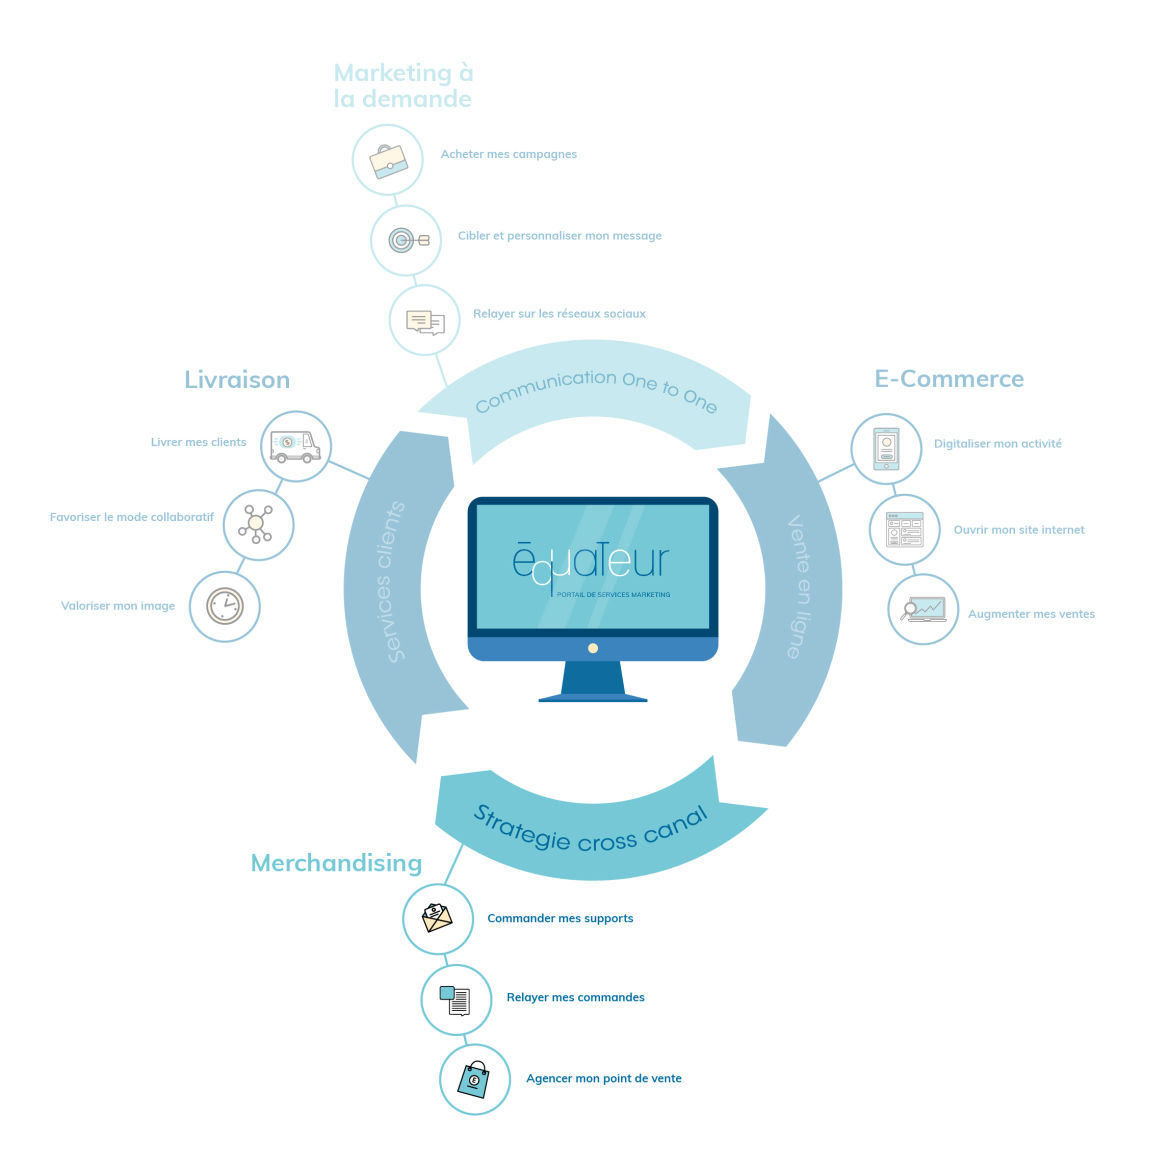 Marketing à
la demande
Acheter mes campagnes
Cibler et personnaliser mon message
Relayer sur les réseaux sociaux
Communication One to One
Livraison
Livrer mes clients
Favoriser le mode collaboratif
Valoriser mon image
Services clients
E-Commerce
Digitaliser mon activité
Ouvrir mon site internet
Augmenter mes ventes
Vente en ligne
ēquateur
PORTAIL DE SERVICES MARKETING
Strategie cross canal
Merchandising
Commander mes supports
Relayer mes commandes
Agencer mon point de vente